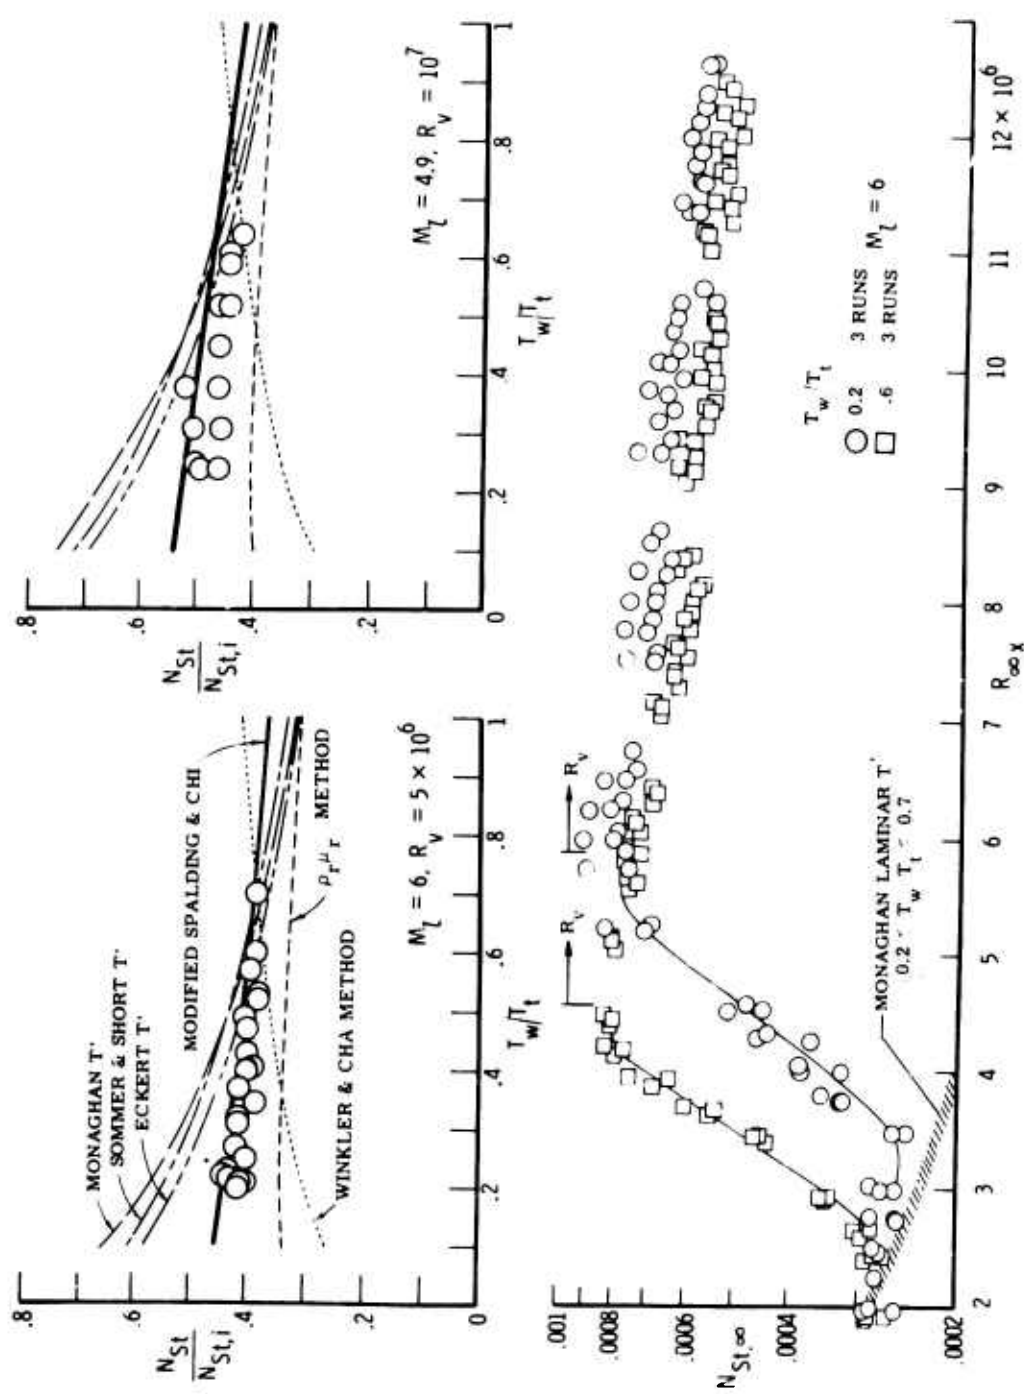 .8
.6
.4
.2
0
N_St
N_St,i
MONAGHAN T'
SOMMER & SHORT T'
ECKERT T'
MODIFIED SPALDING & CHI
ρ_r μ_r METHOD
WINKLER & CHA METHOD
M_l = 6, R_v = 5 × 10^6
.2
.4
.6
.8
1
T_w/T_t
.8
.6
.4
.2
0
N_St
N_St,i
M_l = 4.9, R_v = 10^7
0
.2
.4
.6
.8
1
T_w/T_t
.001
.0008
.0006
.0004
.0002
N_St,∞
R_v
R_v
T_w/T_t
0.2 3 RUNS
.6 3 RUNS M_l = 6
MONAGHAN LAMINAR T'
0.2 < T_w T_t < 0.7
2
3
4
5
6
7
8
9
10
11
12 × 10^6
R_∞ x